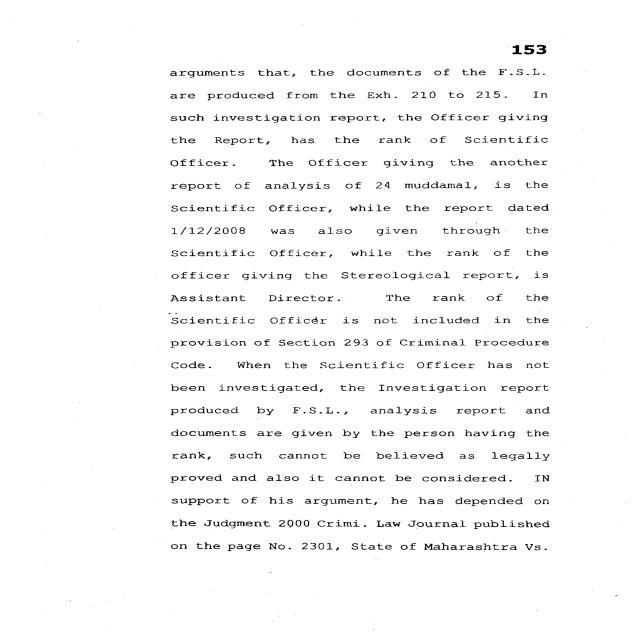 153
arguments that, the documents of the F.S.L.
are produced from the Exh. 210 to 215. In
such investigation report, the Officer giving
the Report, has the rank of Scientific
Officer. The Officer giving the another
report of analysis of 24 muddamal, is the
Scientific Officer, while the report dated
1/12/2008 was also given through the
Scientific Officer, while the rank of the
officer giving the Stereological report, is
Assistant Director. The rank of the
Scientific Officer is not included in the
provision of Section 293 of Criminal Procedure
Code. When the Scientific Officer has not
been investigated, the Investigation report
produced by F.S.L., analysis report and
documents are given by the person having the
rank, such cannot be believed as legally
proved and also it cannot be considered. IN
support of his argument, he has depended on
the Judgment 2000 Crimi. Law Journal published
on the page No. 2301, State of Maharashtra Vs.